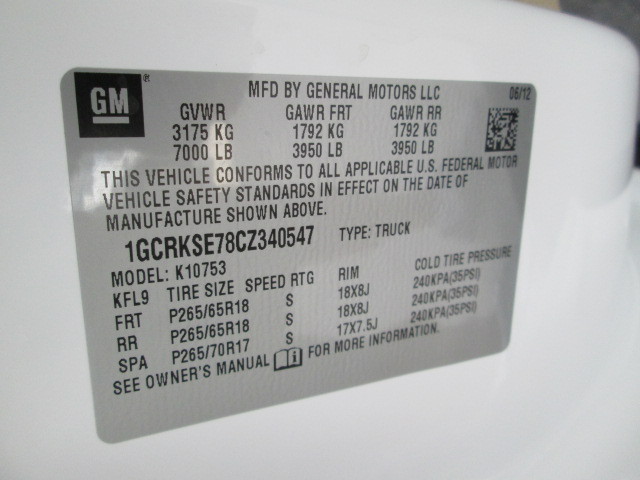 GM ® MFD BY GENERAL MOTORS LLC 06/12
GVWR GAWR FRT GAWR RR
3175 KG 1792 KG 1792 KG
7000 LB 3950 LB 3950 LB
THIS VEHICLE CONFORMS TO ALL APPLICABLE U.S. FEDERAL MOTOR
VEHICLE SAFETY STANDARDS IN EFFECT ON THE DATE OF
MANUFACTURE SHOWN ABOVE.
1GCRKSE78CZ340547 TYPE: TRUCK
MODEL: K10753
KFL9 TIRE SIZE SPEED RTG RIM COLD TIRE PRESSURE
FRT P265/65R18 S 18X8J 240KPA(35PSI)
RR P265/65R18 S 18X8J 240KPA(35PSI)
SPA P265/70R17 S 17X7.5J 240KPA(35PSI)
SEE OWNER'S MANUAL i FOR MORE INFORMATION.